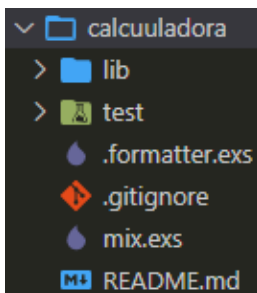 calcuuladora
lib
test
.formatter.exs
.gitignore
mix.exs
README.md